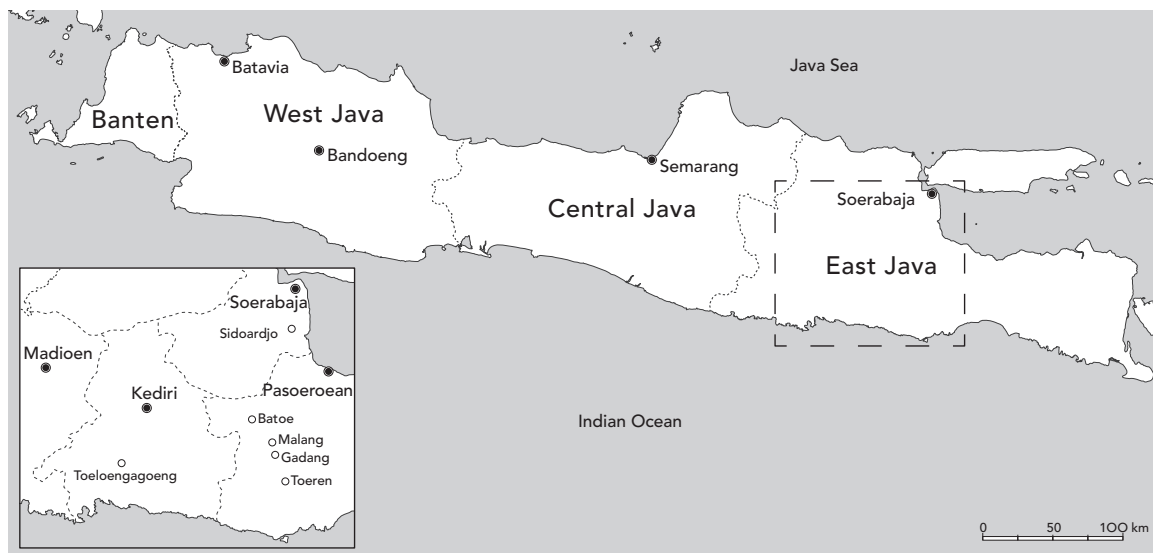 Java Sea
Batavia
West Java
Banten
Bandoeng
Semarang
Soerabaja
Central Java
East Java
Indian Ocean
Soerabaja
Sidoardjo
Madioen
Kediri
Pasoeroean
Batoe
Malang
Gadang
Toeloengagoeng
Toeren
0 50 100 km